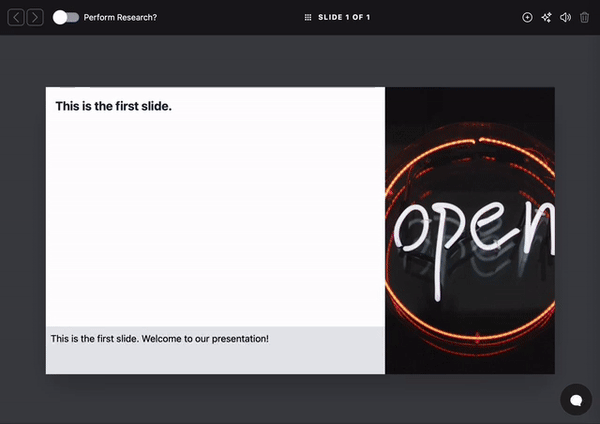 Perform Research?
SLIDE 1 OF 1
This is the first slide.
open
This is the first slide. Welcome to our presentation!